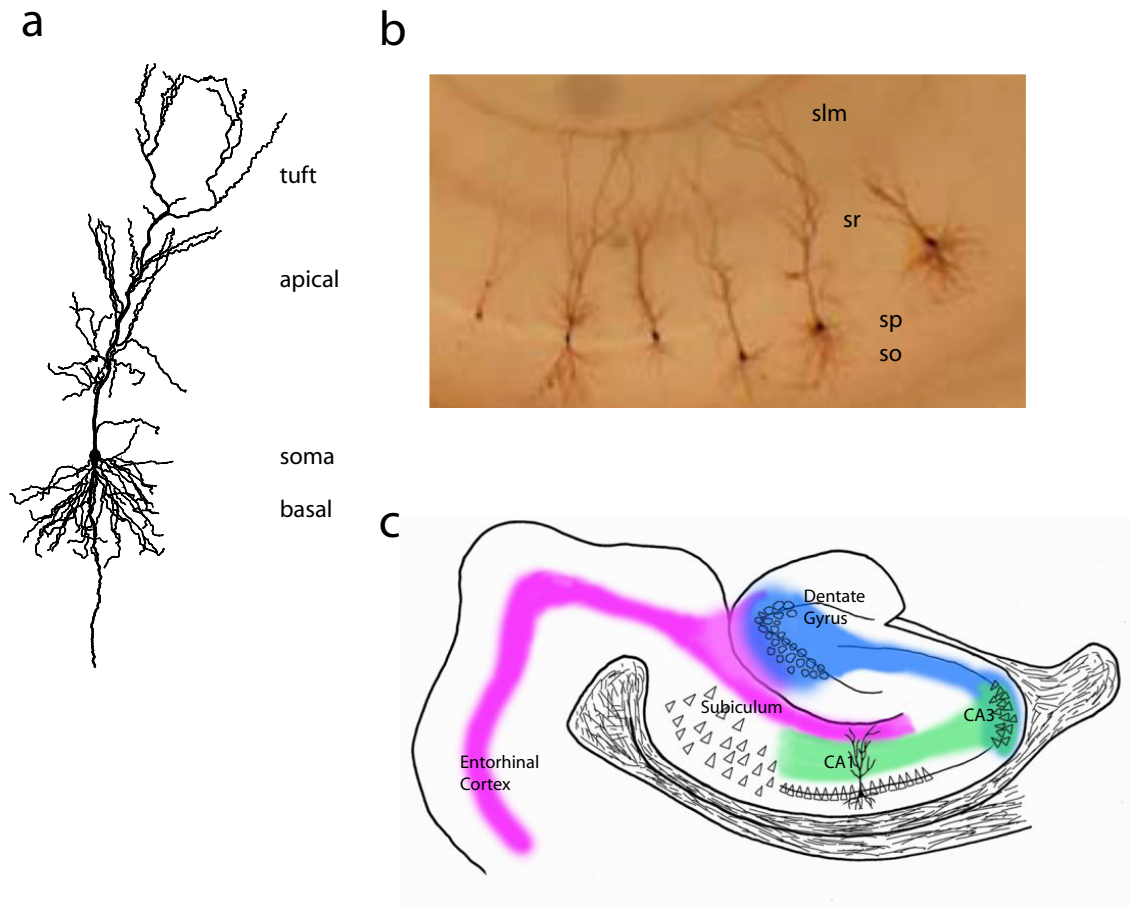 a
tuft
apical
soma
basal
b
slm
sr
sp
so
c
Dentate
Gyrus
Subiculum
CA3
CA1
Entorhinal
Cortex